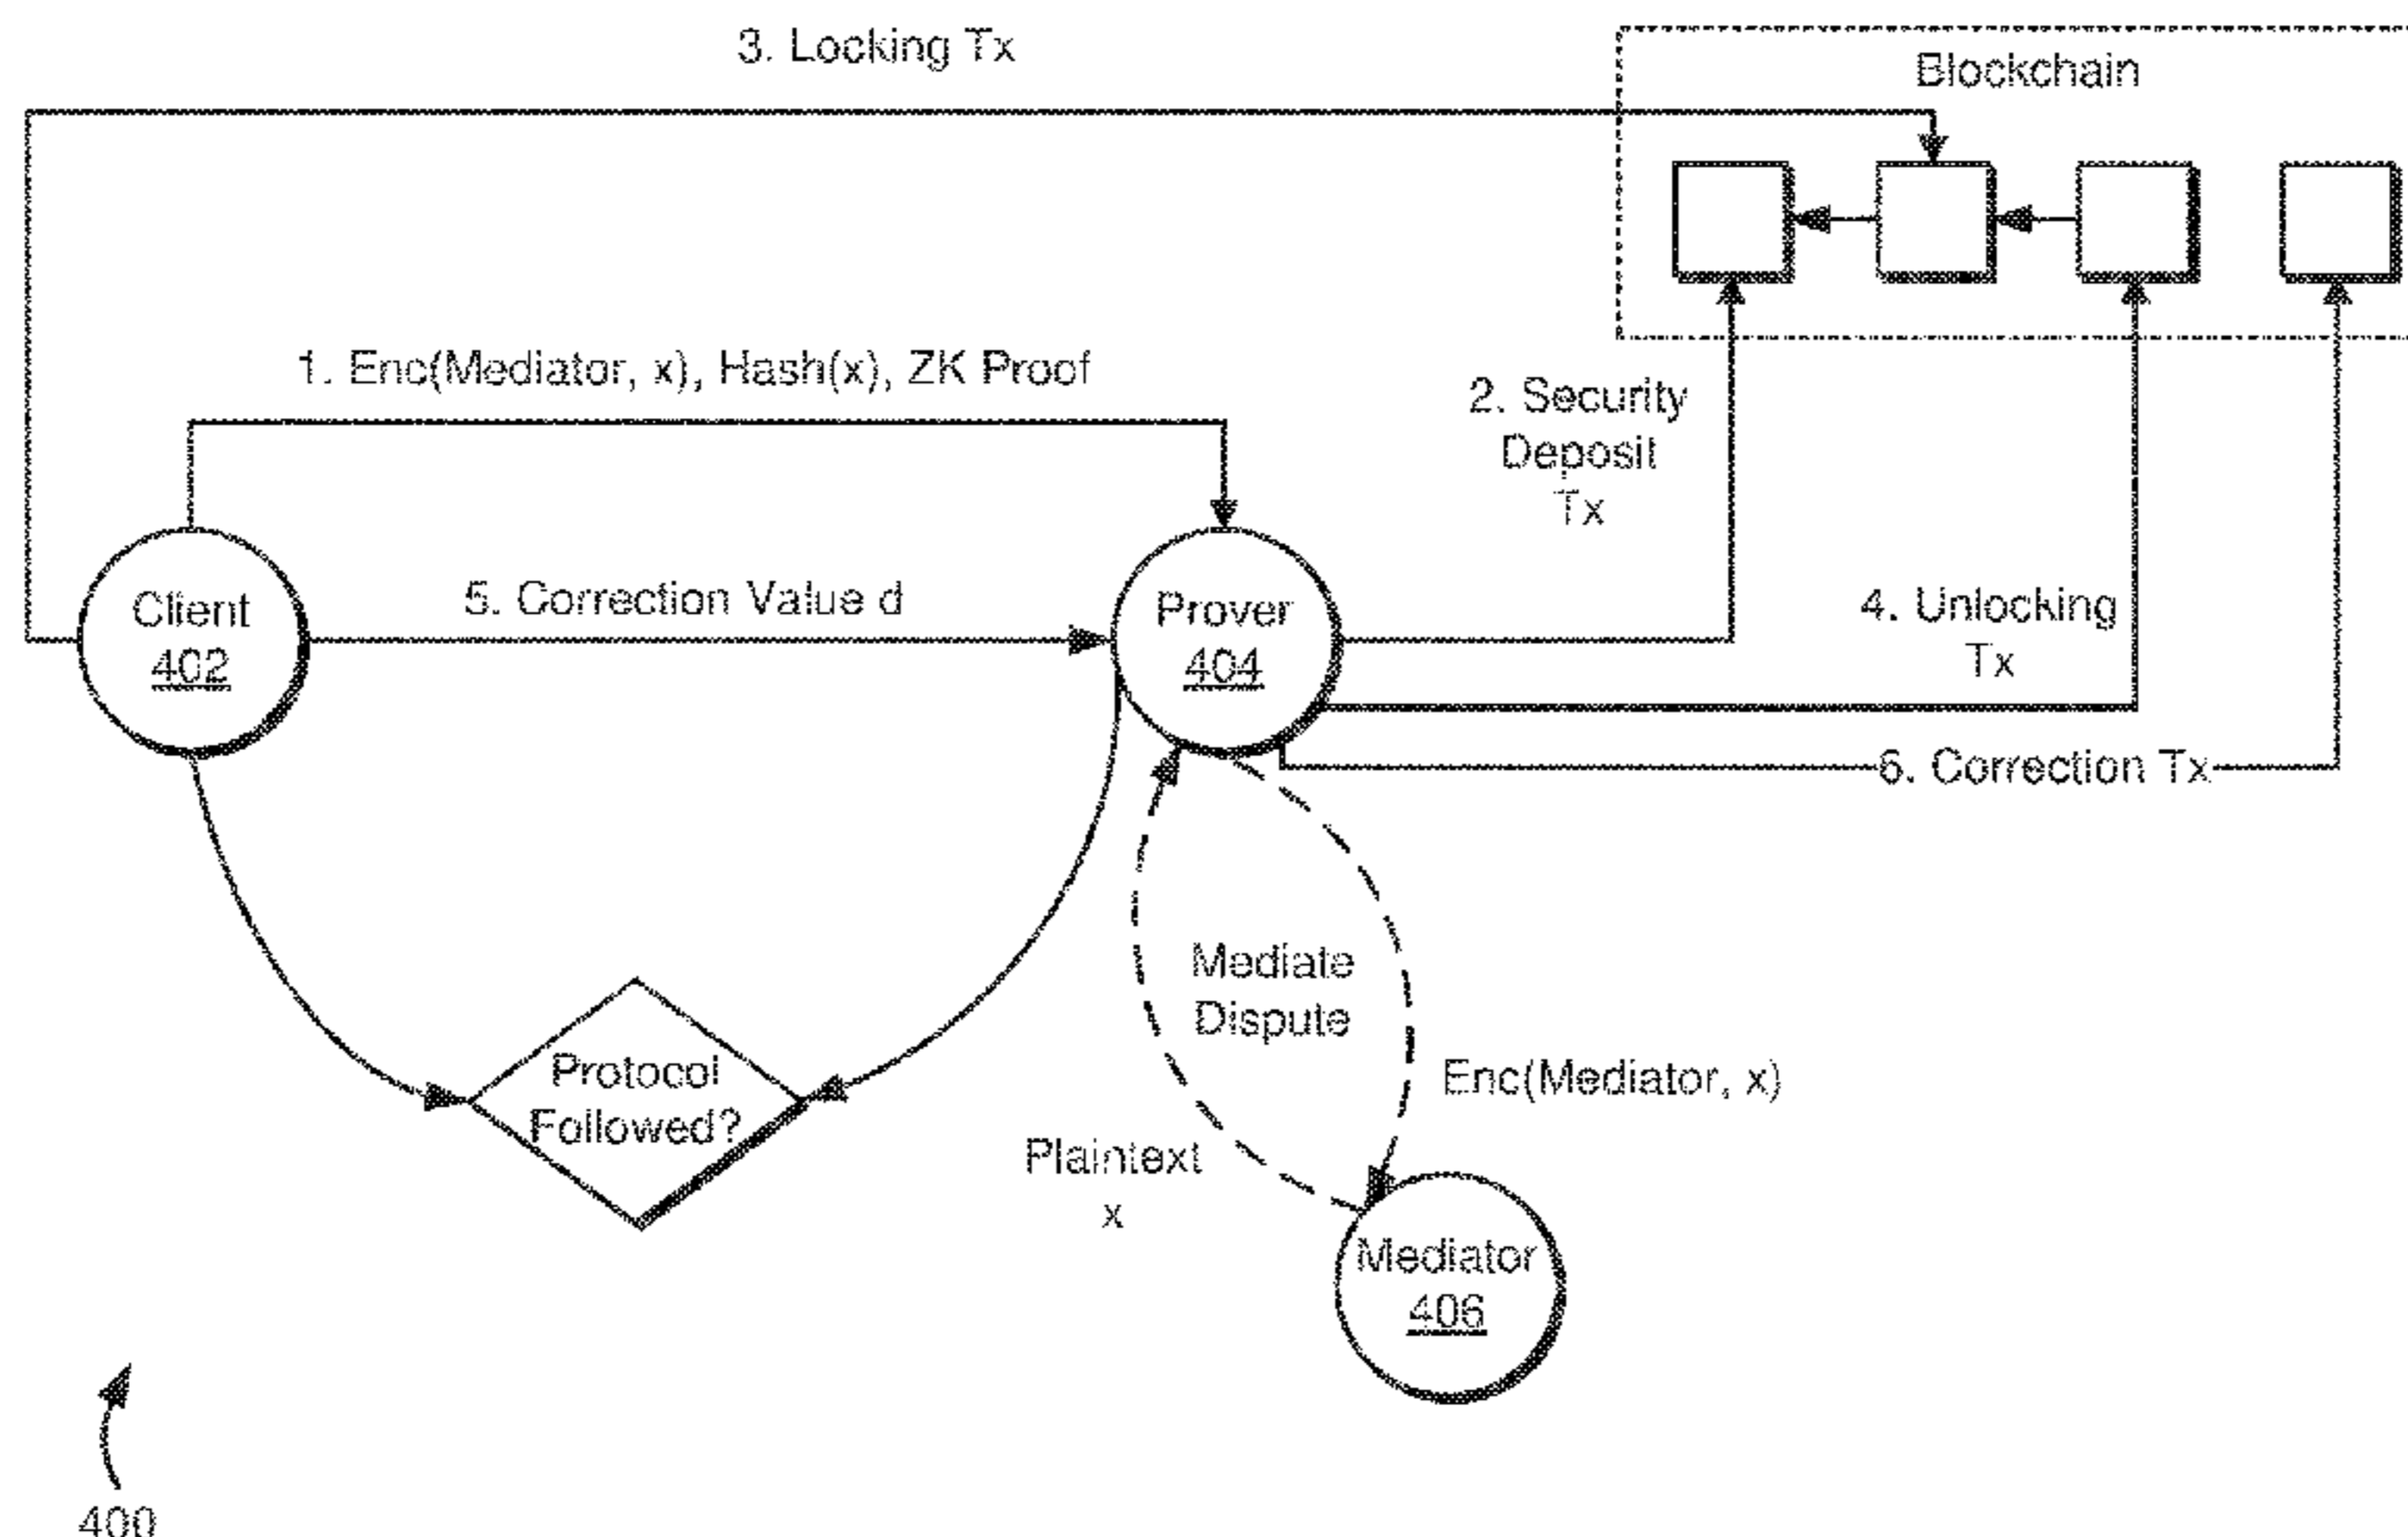 3. Locking Tx
Blockchain
1. Enc(Mediator, x), Hash(x), ZK Proof
2. Security
Deposit
Tx
Client
402
5. Correction Value d
Prover
404
4. Unlocking
Tx
6. Correction Tx
Mediate
Dispute
Protocol
Followed?
Enc(Mediator, x)
Plaintext
x
Mediator
406
400